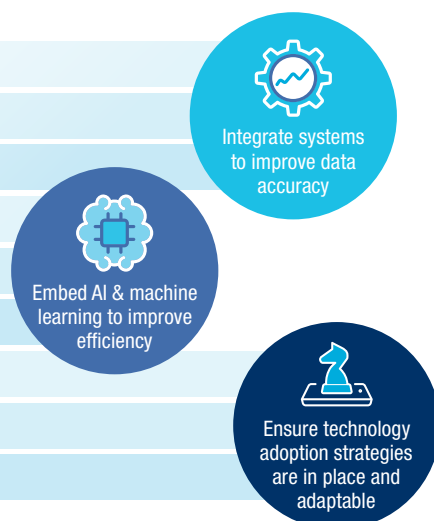 Integrate systems
to improve data
accuracy
Embed AI & machine
learning to improve
efficiency
Ensure technology
adoption strategies
are in place and
adaptable